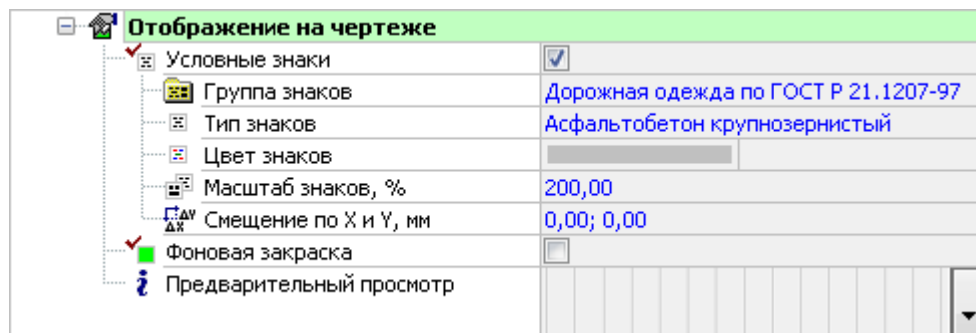 Отображение на чертеже
Условные знаки
Группа знаков Дорожная одежда по ГОСТ Р 21.1207-97
Тип знаков Асфальтобетон крупнозернистый
Цвет знаков
Масштаб знаков, % 200,00
Смещение по X и Y, мм 0,00; 0,00
Фоновая закраска
Предварительный просмотр